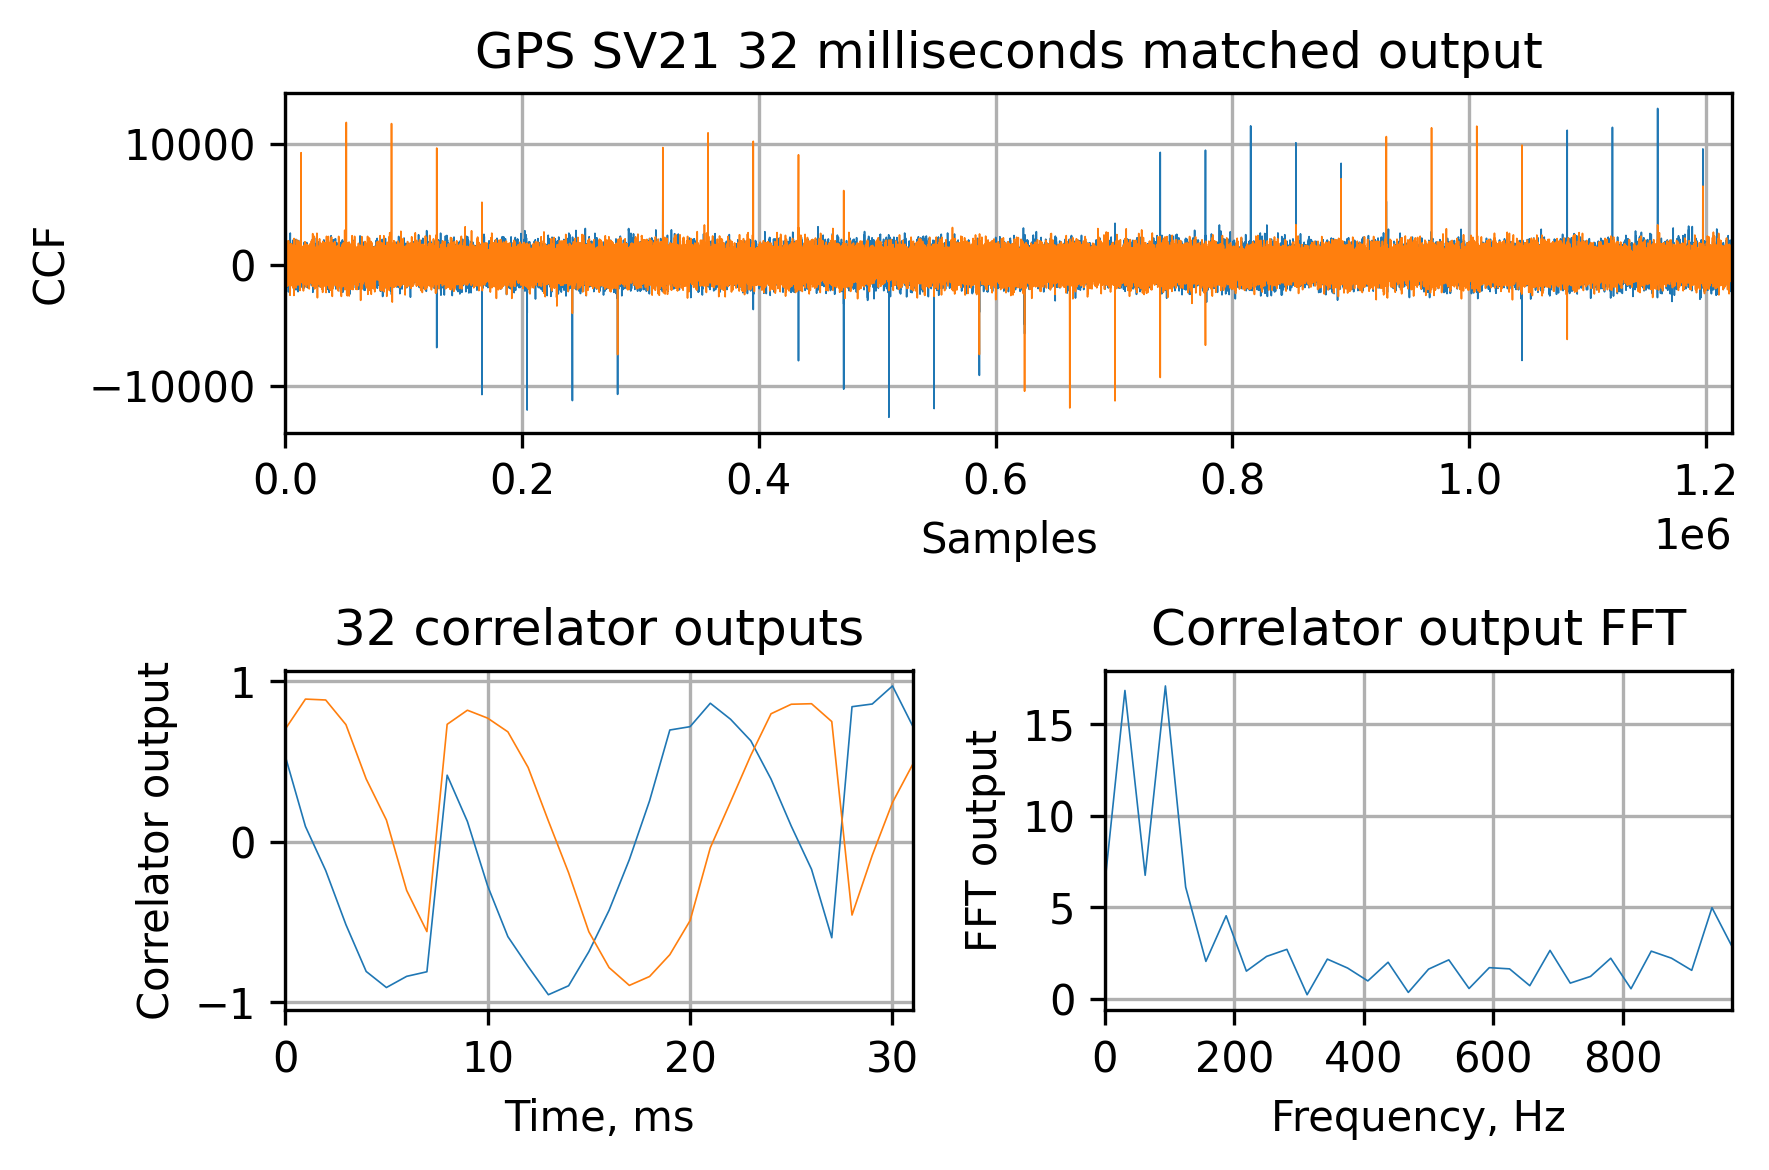 GPS SV21 32 milliseconds matched output
CCF
10000
0
−10000
0.0 0.2 0.4 0.6 0.8 1.0 1.2
1e6
Samples
32 correlator outputs
Correlator output
1
0
−1
0 10 20 30
Time, ms
Correlator output FFT
FFT output
15
10
5
0
0 200 400 600 800
Frequency, Hz